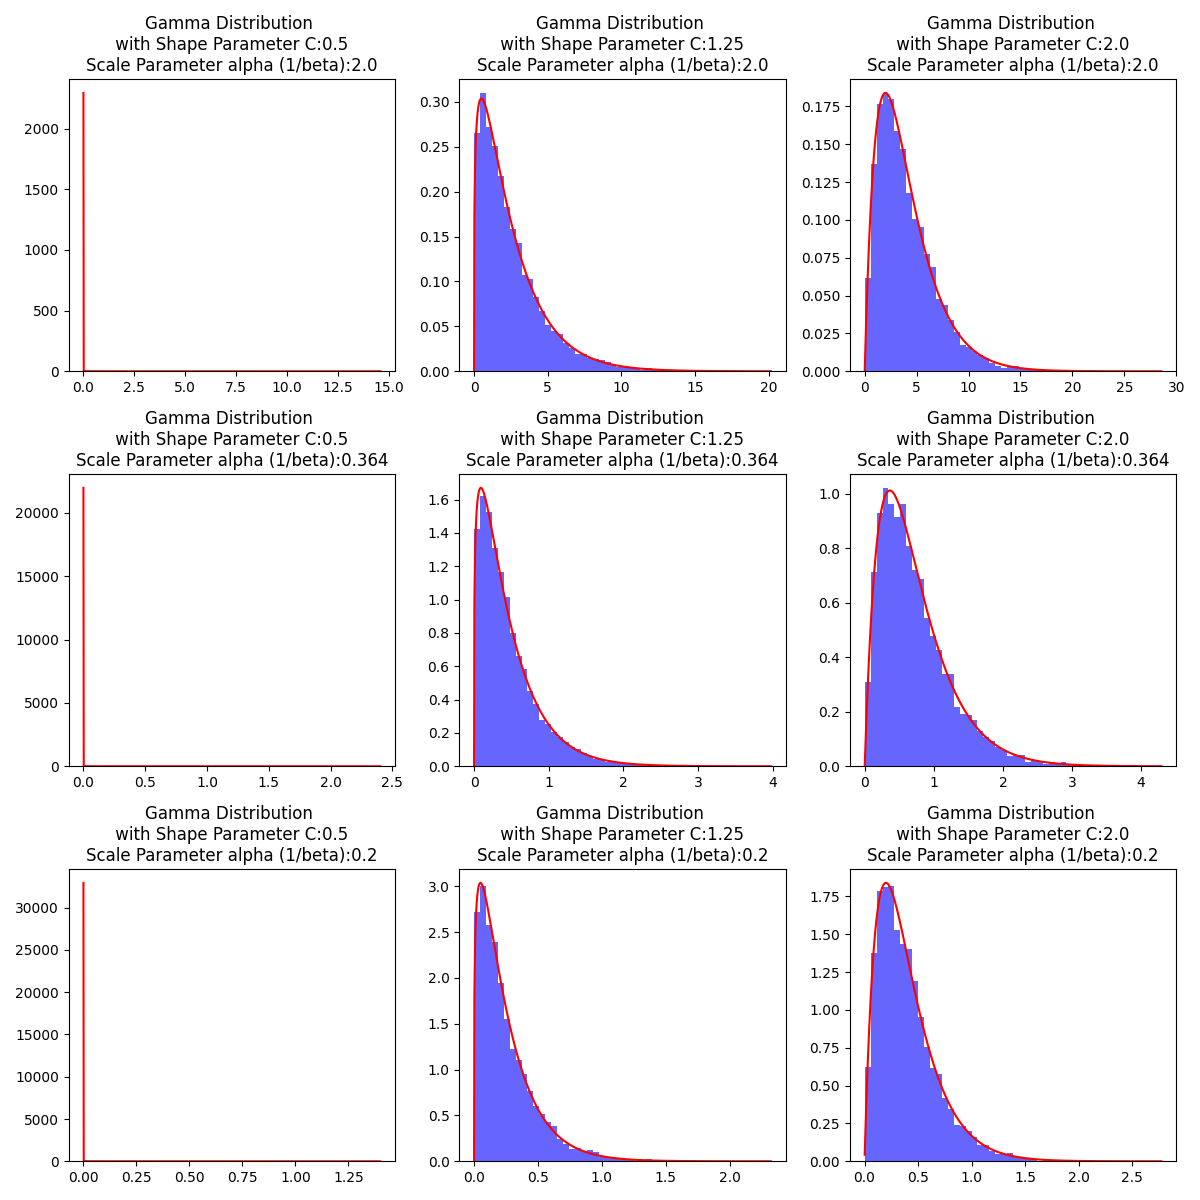 Gamma Distribution
with Shape Parameter C:0.5
Scale Parameter alpha (1/beta):2.0
2000
1500
1000
500
0
0.0 2.5 5.0 7.5 10.0 12.5 15.0
Gamma Distribution
with Shape Parameter C:1.25
Scale Parameter alpha (1/beta):2.0
0.30
0.25
0.20
0.15
0.10
0.05
0.00
0 5 10 15 20
Gamma Distribution
with Shape Parameter C:2.0
Scale Parameter alpha (1/beta):2.0
0.175
0.150
0.125
0.100
0.075
0.050
0.025
0.000
0 5 10 15 20 25 30
Gamma Distribution
with Shape Parameter C:0.5
Scale Parameter alpha (1/beta):0.364
20000
15000
10000
5000
0
0.0 0.5 1.0 1.5 2.0 2.5
Gamma Distribution
with Shape Parameter C:1.25
Scale Parameter alpha (1/beta):0.364
1.6
1.4
1.2
1.0
0.8
0.6
0.4
0.2
0.0
0 1 2 3 4
Gamma Distribution
with Shape Parameter C:2.0
Scale Parameter alpha (1/beta):0.364
1.0
0.8
0.6
0.4
0.2
0.0
0 1 2 3 4
Gamma Distribution
with Shape Parameter C:0.5
Scale Parameter alpha (1/beta):0.2
30000
25000
20000
15000
10000
5000
0
0.00 0.25 0.50 0.75 1.00 1.25
Gamma Distribution
with Shape Parameter C:1.25
Scale Parameter alpha (1/beta):0.2
3.0
2.5
2.0
1.5
1.0
0.5
0.0
0.0 0.5 1.0 1.5 2.0
Gamma Distribution
with Shape Parameter C:2.0
Scale Parameter alpha (1/beta):0.2
1.75
1.50
1.25
1.00
0.75
0.50
0.25
0.00
0.0 0.5 1.0 1.5 2.0 2.5